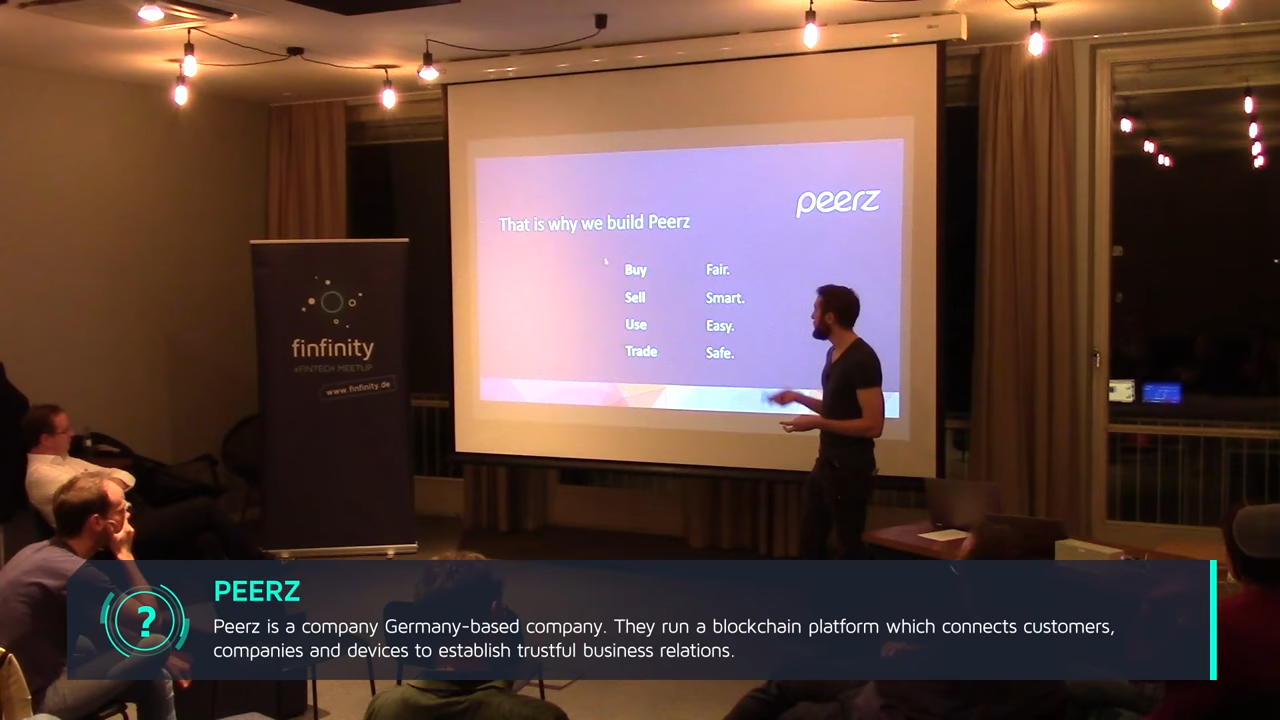 peerz
That is why we build Peerz
Buy Fair.
Sell Smart.
Use Easy.
Trade Safe.
finfinity
#FINTECH MEETUP
www.finfinity.de
?
PEERZ
Peerz is a company Germany-based company. They run a blockchain platform which connects customers,
companies and devices to establish trustful business relations.